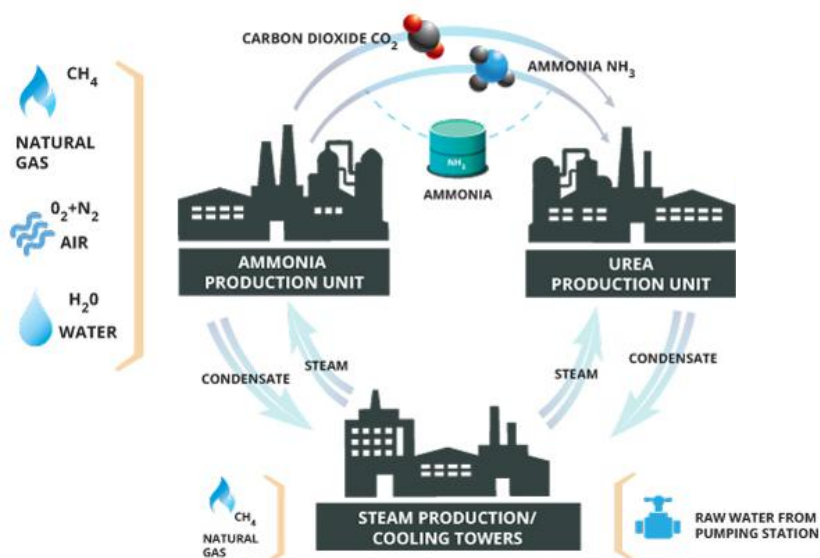 CARBON DIOXIDE CO₂
AMMONIA NH₃
CH₄
NATURAL
GAS
0₂+N₂
AIR
H₂0
WATER
NH₃
AMMONIA
AMMONIA
PRODUCTION UNIT
UREA
PRODUCTION UNIT
CONDENSATE
STEAM
STEAM
CONDENSATE
CH₄
NATURAL
GAS
STEAM PRODUCTION/
COOLING TOWERS
RAW WATER FROM
PUMPING STATION